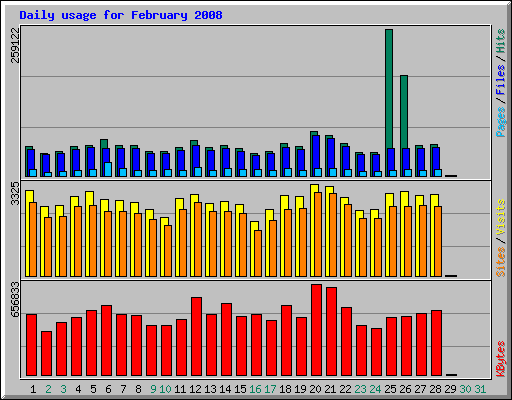 Daily usage for February 2008
259122
Pages / Files / Hits
3325
Sites / Visits
656833
KBytes
1 2 3 4 5 6 7 8 9 10 11 12 13 14 15 16 17 18 19 20 21 22 23 24 25 26 27 28 29 30 31